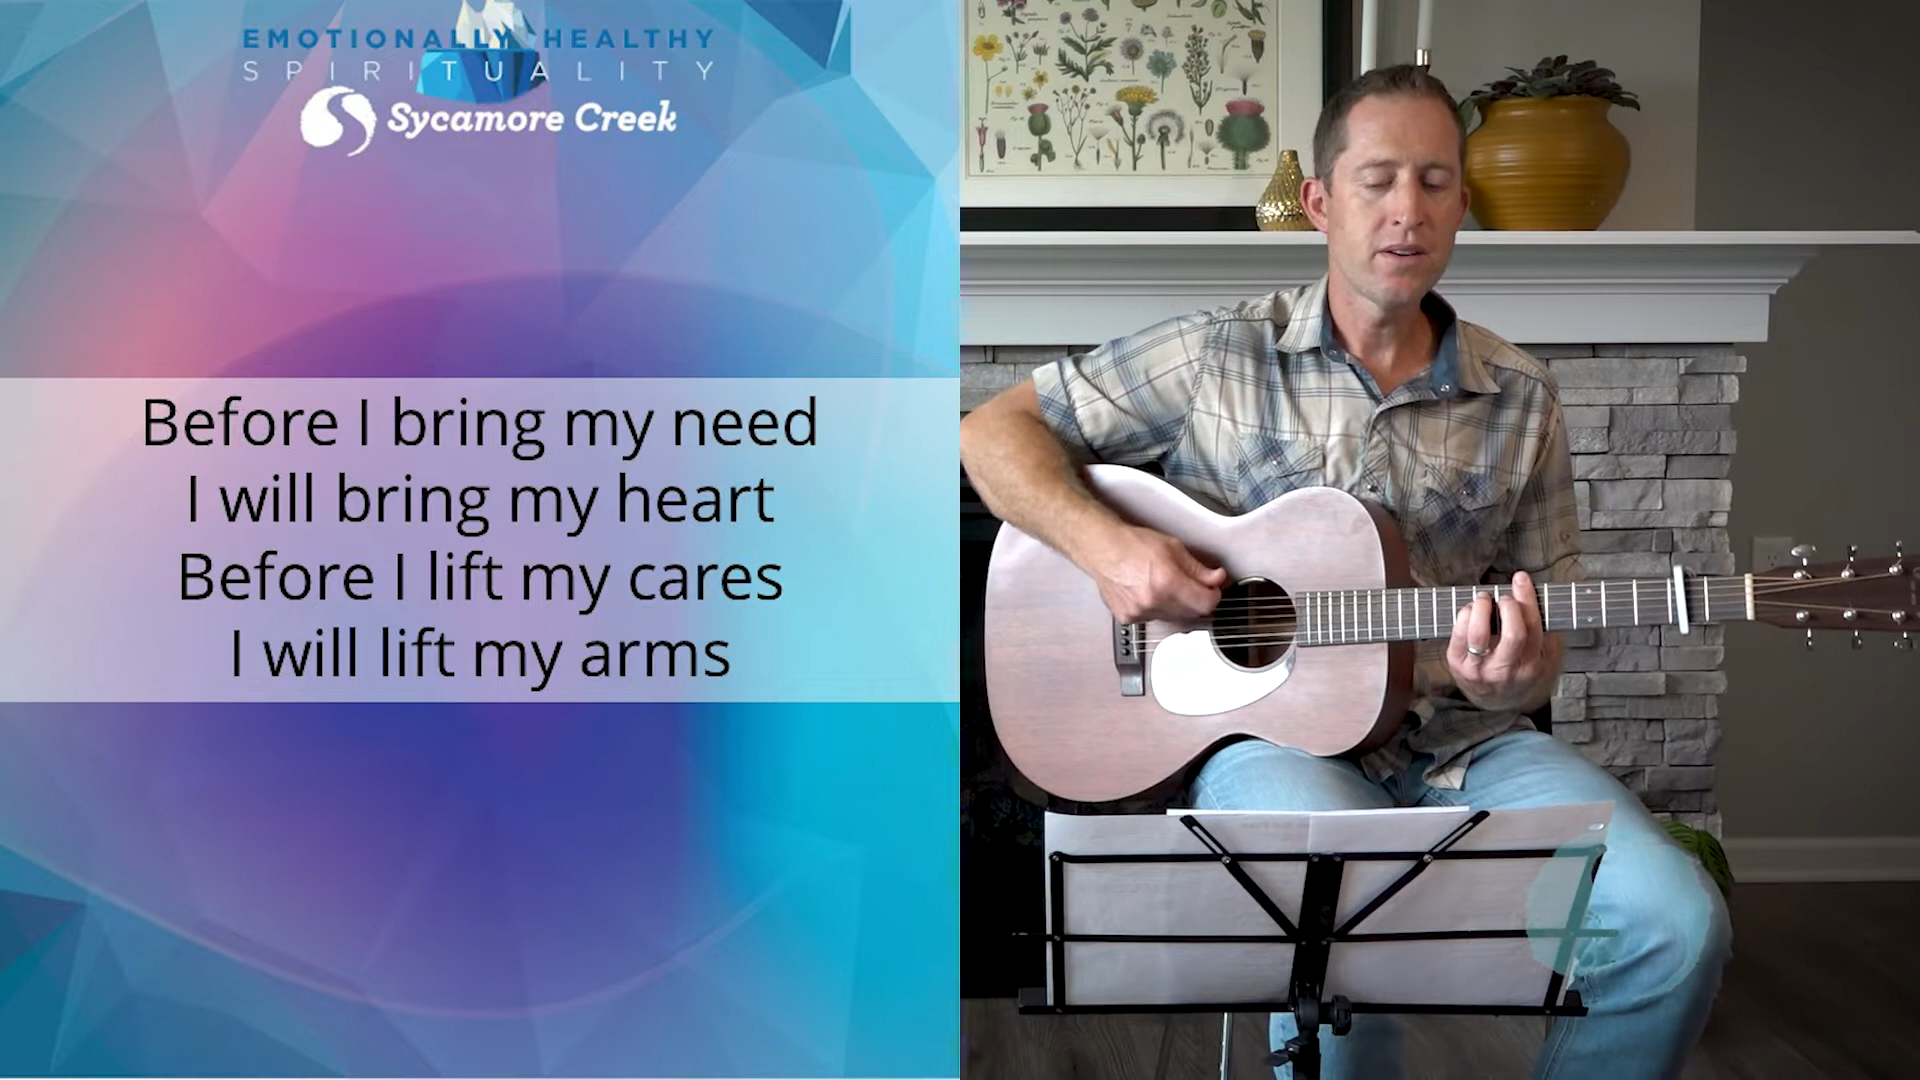 EMOTIONALLY HEALTHY
SPIRITUALITY
Sycamore Creek
Before I bring my need
I will bring my heart
Before I lift my cares
I will lift my arms